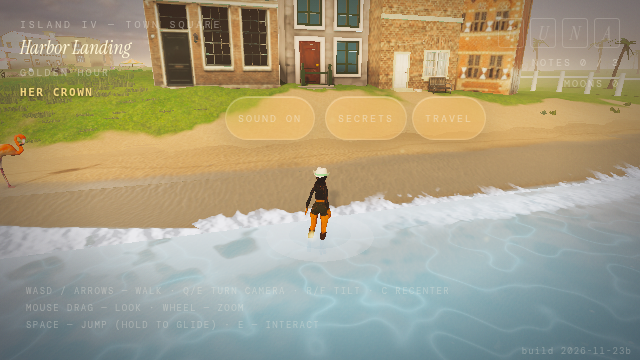 ISLAND IV — TOWN SQUARE
Harbor Landing
GOLDEN HOUR
HER CROWN
U N A
NOTES 0
MOONS
SOUND ON
SECRETS
TRAVEL
WASD / ARROWS — WALK · Q/E TURN CAMERA · R/F TILT · C RECENTER
MOUSE DRAG — LOOK · WHEEL — ZOOM
SPACE — JUMP (HOLD TO GLIDE) · E — INTERACT
build 2026-11-23b